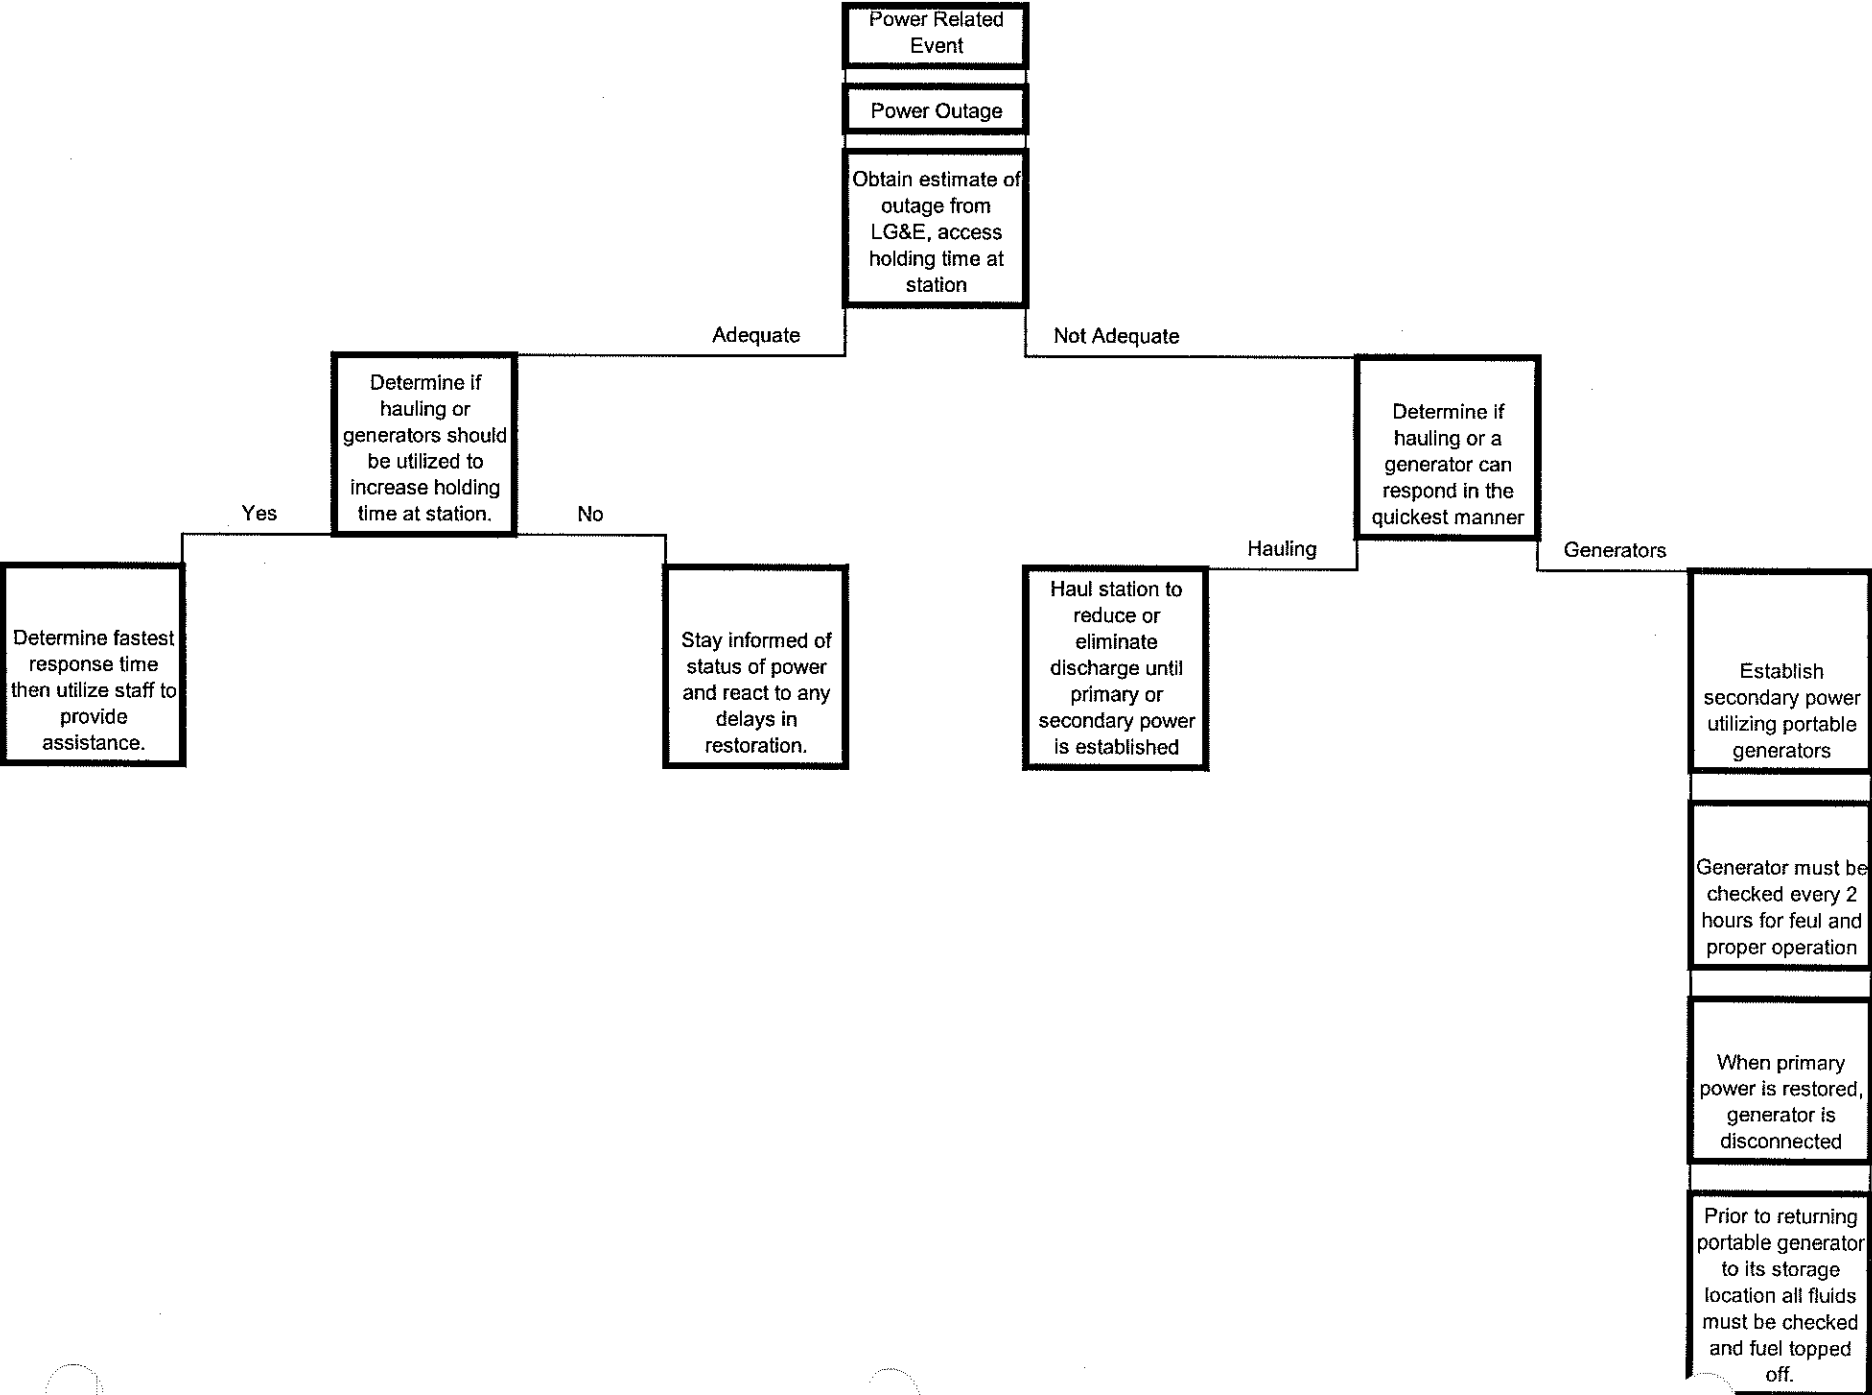 Power Related
Event
Power Outage
Obtain estimate of
outage from
LG&E, access
holding time at
station
Adequate
Not Adequate
Determine if
hauling or
generators should
be utilized to
increase holding
time at station.
Determine if
hauling or a
generator can
respond in the
quickest manner
Yes
No
Hauling
Generators
Determine fastest
response time
then utilize staff to
provide
assistance.
Stay informed of
status of power
and react to any
delays in
restoration.
Haul station to
reduce or
eliminate
discharge until
primary or
secondary power
is established
Establish
secondary power
utilizing portable
generators
Generator must be
checked every 2
hours for feul and
proper operation
When primary
power is restored,
generator is
disconnected
Prior to returning
portable generator
to its storage
location all fluids
must be checked
and fuel topped
off.